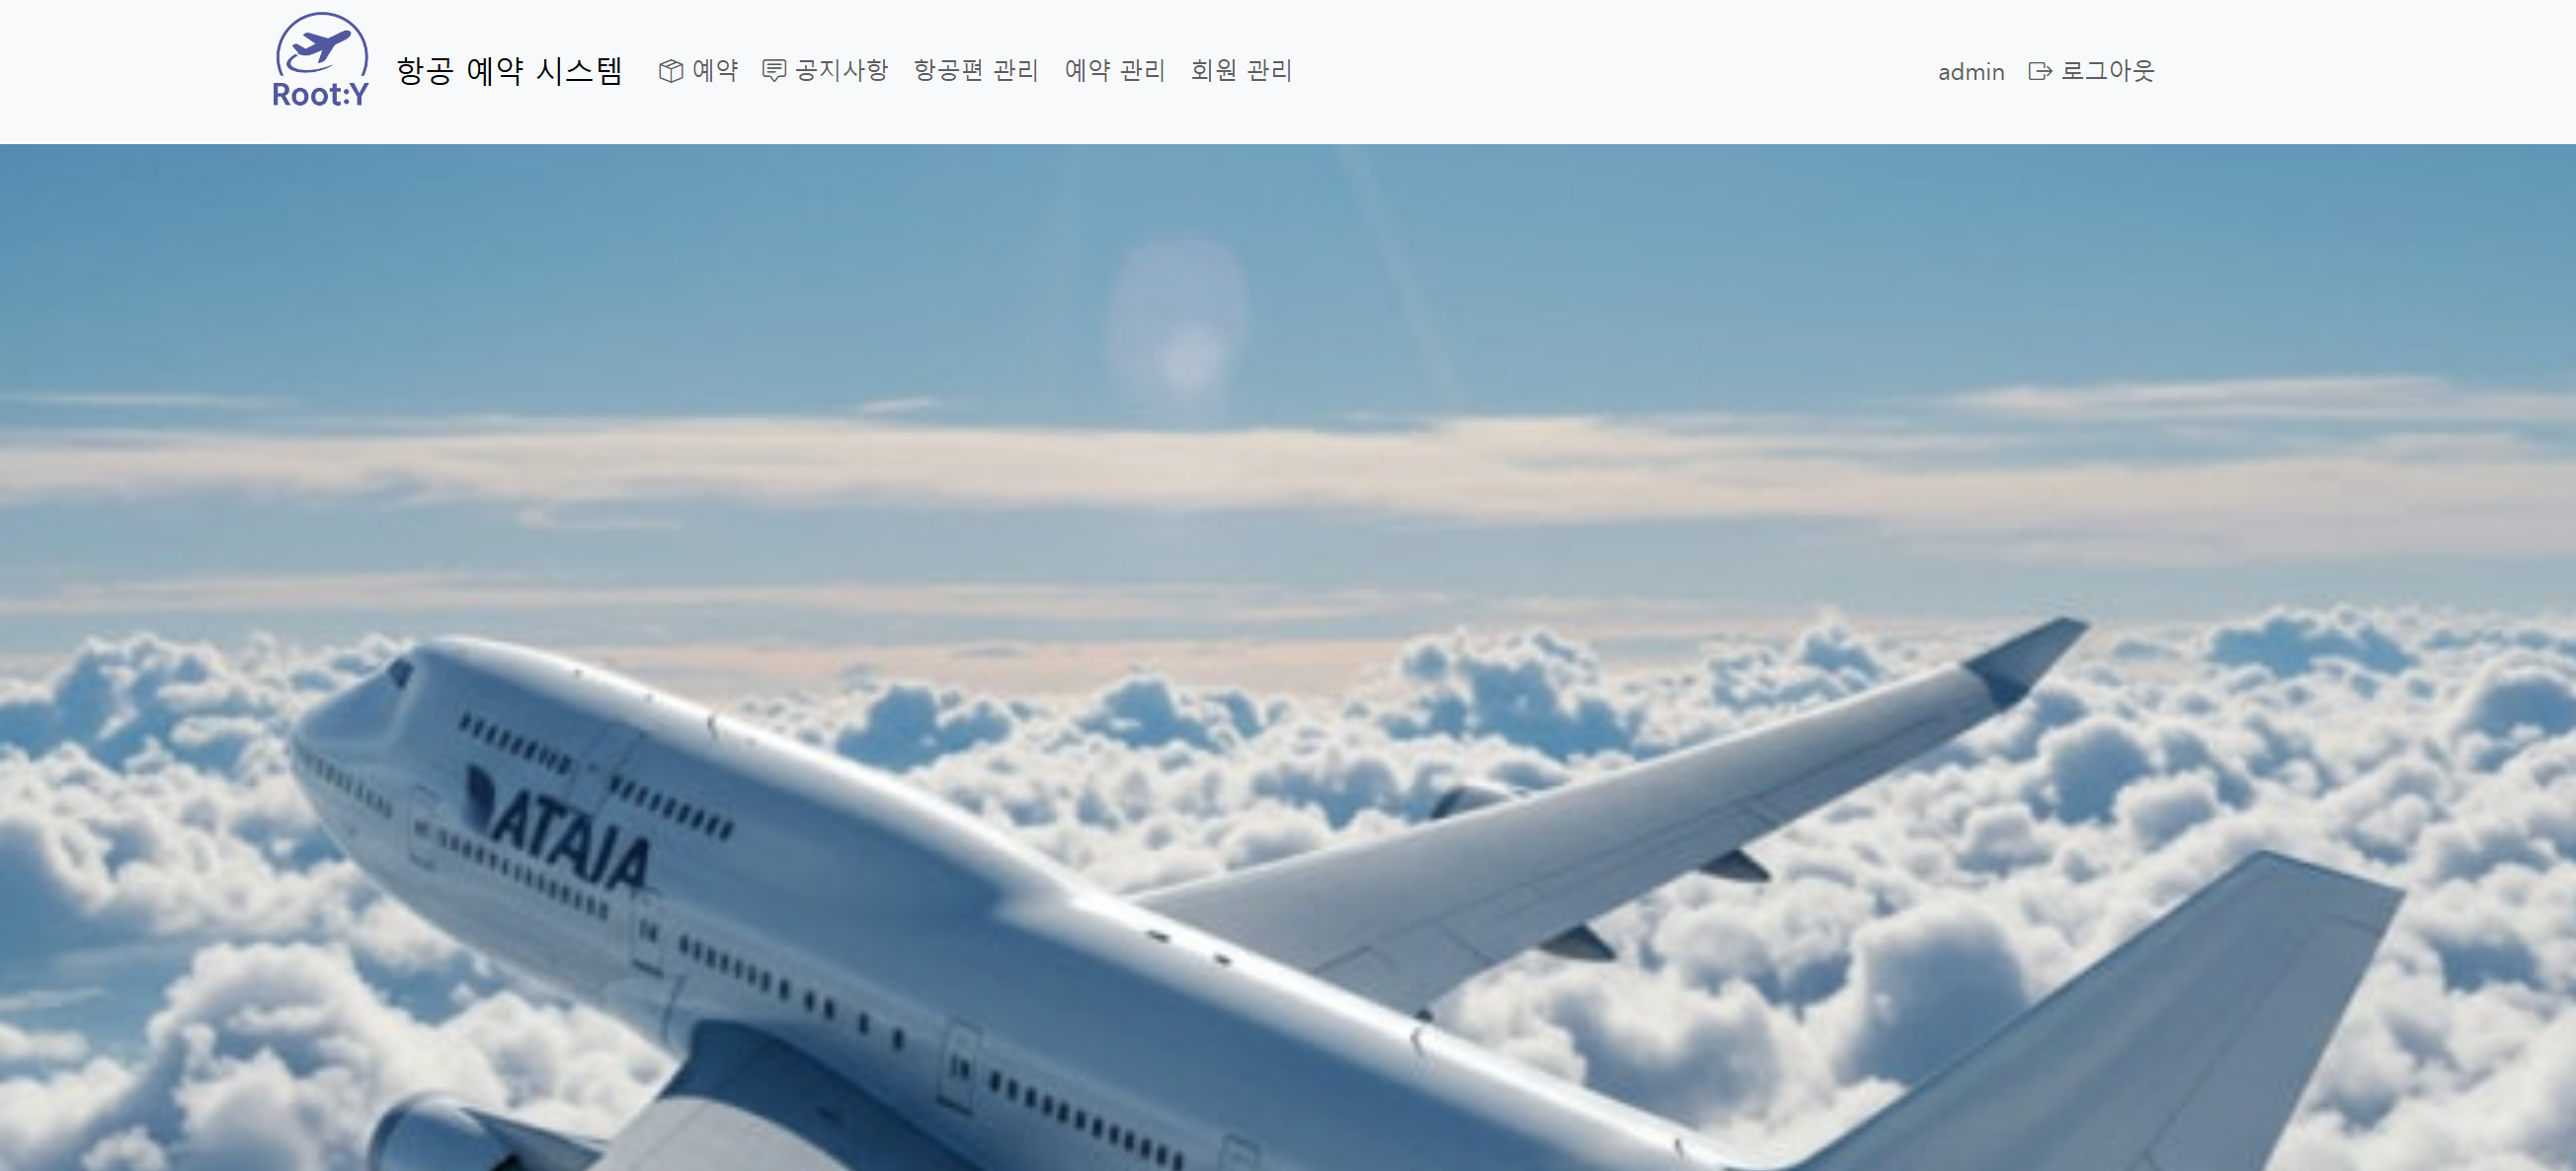 Root:Y
항공 예약 시스템 예약 공지사항 항공편 관리 예약 관리 회원 관리 admin 로그아웃
ATAJA